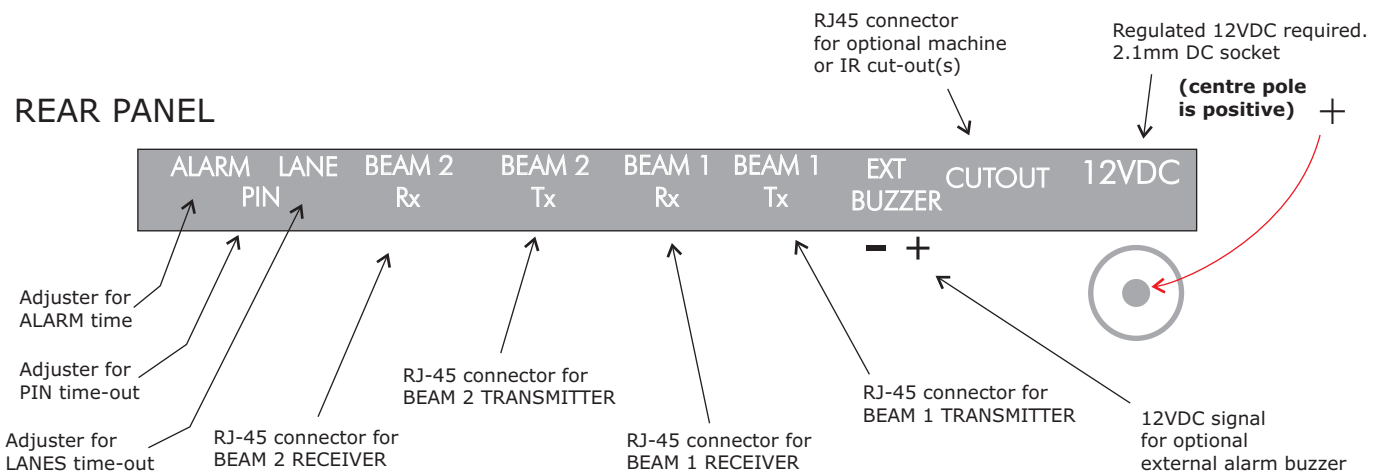 RJ45 connector
for optional machine
or IR cut-out(s)
Regulated 12VDC required.
2.1mm DC socket
(centre pole
is positive) +
REAR PANEL
ALARM LANE BEAM 2 BEAM 2 BEAM 1 BEAM 1 EXT CUTOUT 12VDC
PIN Rx Tx Rx Tx BUZZER
- +
Adjuster for
ALARM time
Adjuster for
PIN time-out
Adjuster for
LANES time-out
RJ-45 connector for
BEAM 2 RECEIVER
RJ-45 connector for
BEAM 2 TRANSMITTER
RJ-45 connector for
BEAM 1 RECEIVER
RJ-45 connector for
BEAM 1 TRANSMITTER
12VDC signal
for optional
external alarm buzzer